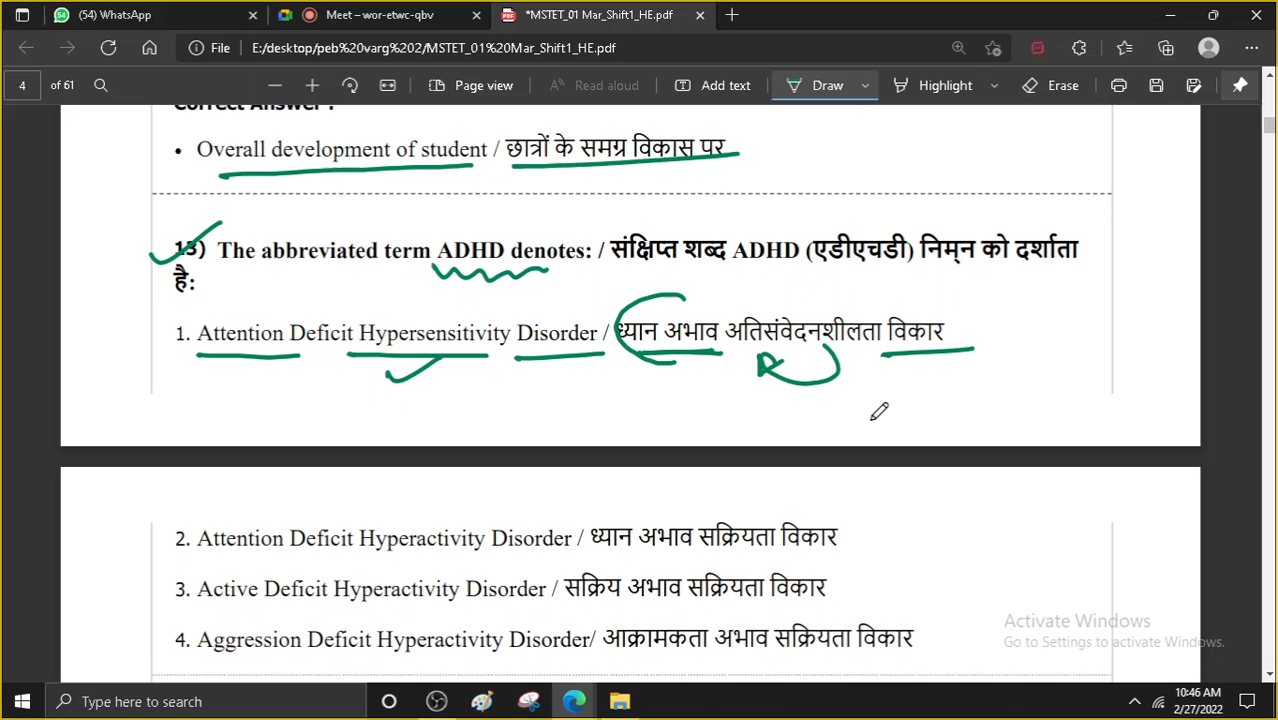 (54) WhatsApp
Meet – wor-etwc-qbv
*MSTET_01 Mar_Shift1_HE.pdf
File E:/desktop/peb%20varg%202/MSTET_01%20Mar_Shift1_HE.pdf
4 of 61 Page view Read aloud Add text Draw Highlight Erase
Correct Answer :
• Overall development of student / छात्रों के समग्र विकास पर
13) The abbreviated term ADHD denotes: / संक्षिप्त शब्द ADHD (एडीएचडी) निम्न को दर्शाता
है:
1. Attention Deficit Hypersensitivity Disorder / ध्यान अभाव अतिसंवेदनशीलता विकार
2. Attention Deficit Hyperactivity Disorder / ध्यान अभाव सक्रियता विकार
3. Active Deficit Hyperactivity Disorder / सक्रिय अभाव सक्रियता विकार
4. Aggression Deficit Hyperactivity Disorder/ आक्रामकता अभाव सक्रियता विकार
Activate Windows
Go to Settings to activate Windows.
Type here to search
10:46 AM
2/27/2022